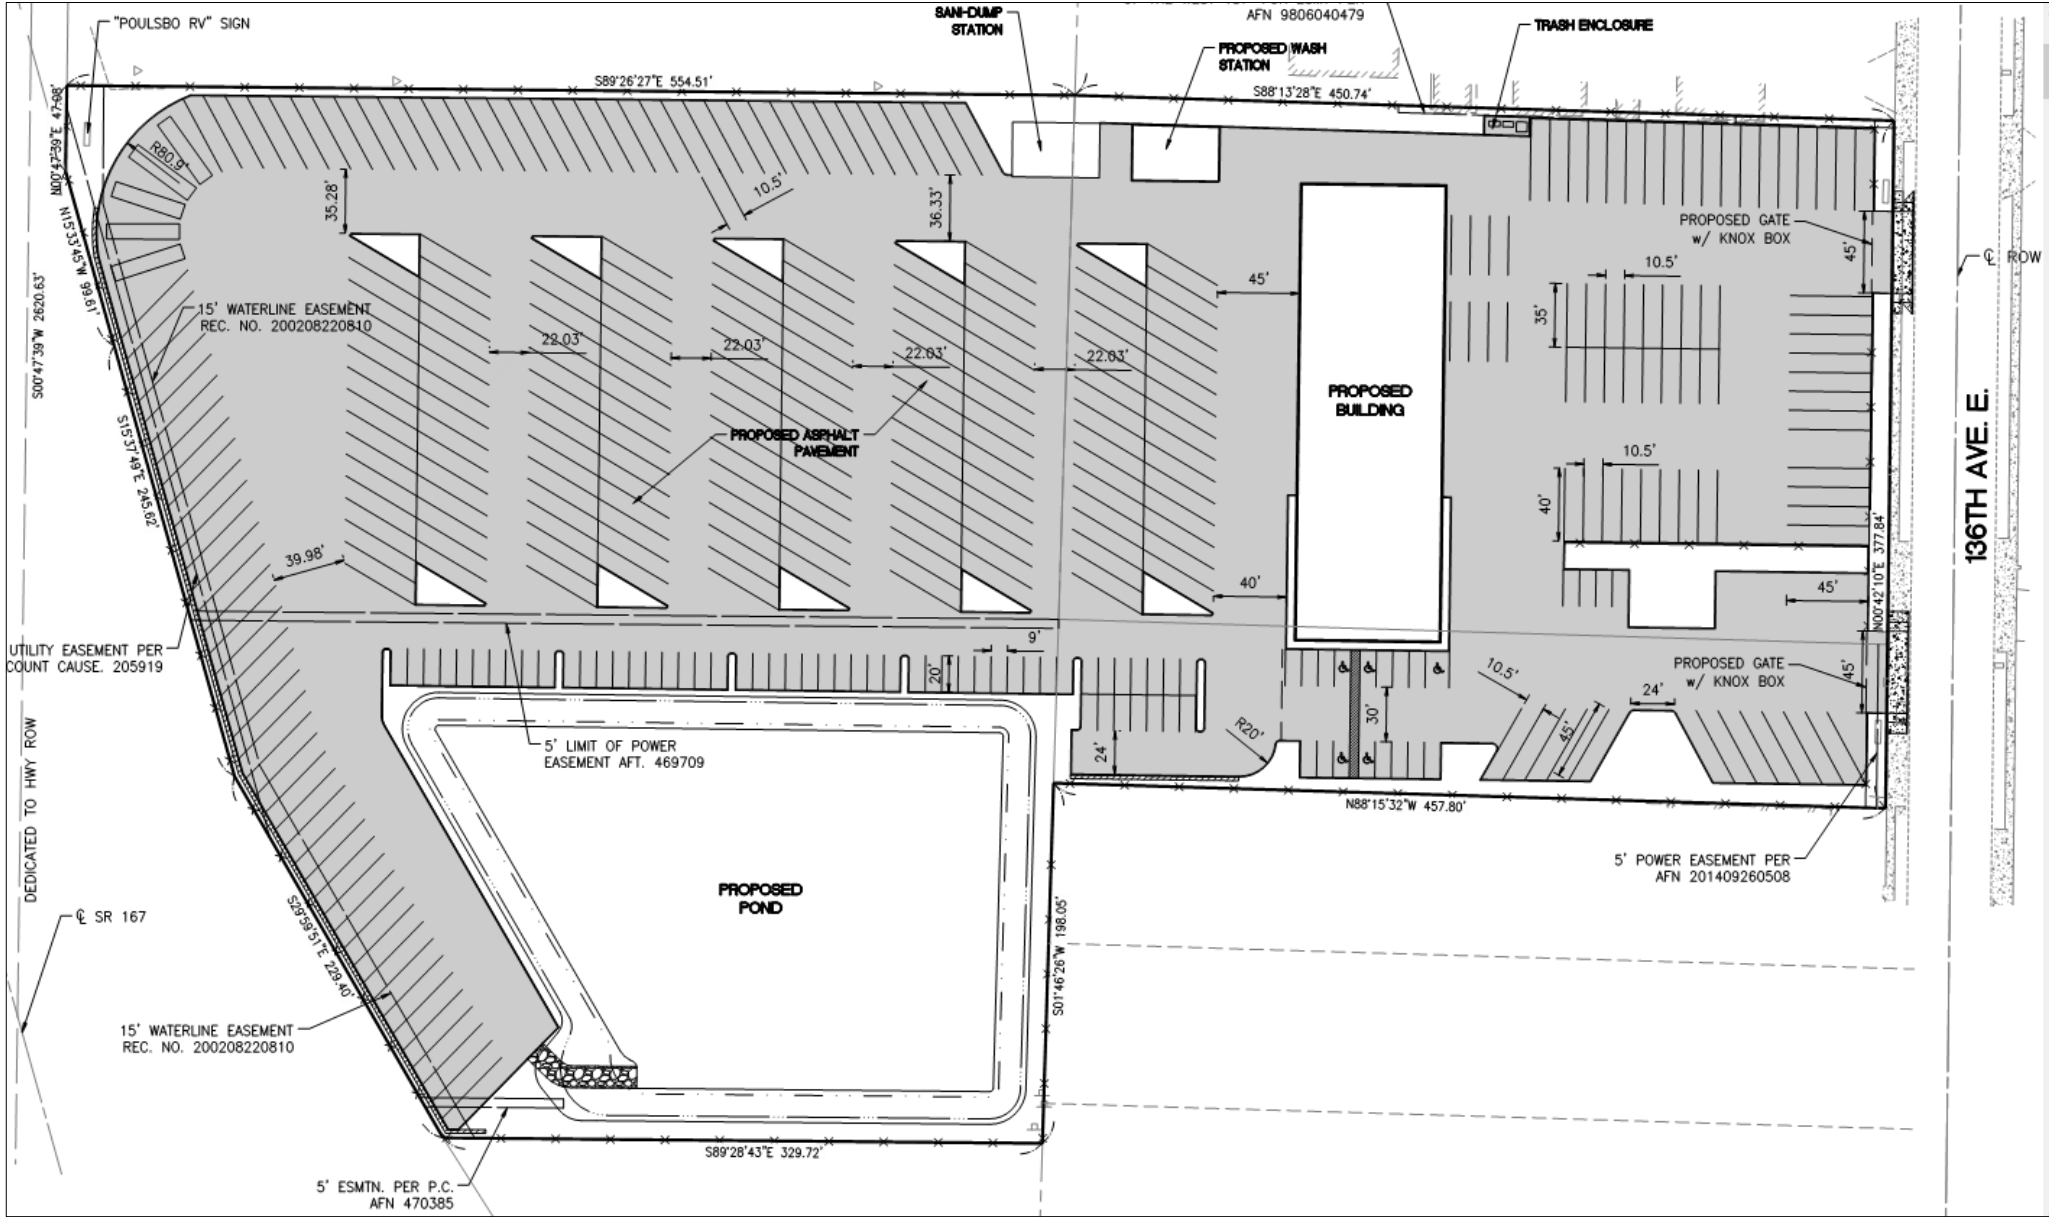 "POULSBO RV" SIGN
SANI-DUMP
STATION
AFN 9806040479
TRASH ENCLOSURE
PROPOSED WASH
STATION
S89°26'27"E 554.51'
S88°13'28"E 450.74'
N00°47'39"E 47.08'
R80.9'
N15°33'45"W 99.61'
35.28'
10.5'
36.33'
PROPOSED GATE
w/ KNOX BOX
45'
℄ ROW
10.5'
45'
35'
S00°47'39"W 2620.63'
15' WATERLINE EASEMENT
REC. NO. 200208220810
22.03'
22.03'
22.03'
22.03'
PROPOSED
BUILDING
136TH AVE. E.
PROPOSED ASPHALT
PAVEMENT
S15°37'49"E 245.62'
10.5'
40'
39.98'
40'
45'
N00°42'10"E 377.84'
UTILITY EASEMENT PER
COUNT CAUSE. 205919
9'
20'
PROPOSED GATE
w/ KNOX BOX
45'
10.5'
24'
45'
30'
R20'
24'
5' LIMIT OF POWER
EASEMENT AFT. 469709
N88°15'32"W 457.80'
DEDICATED TO HWY ROW
5' POWER EASEMENT PER
AFN 201409260508
PROPOSED
POND
℄ SR 167
S29°59'51"E 229.40'
S01°46'26"W 198.05'
15' WATERLINE EASEMENT
REC. NO. 200208220810
S89°28'43"E 329.72'
5' ESMTN. PER P.C.
AFN 470385